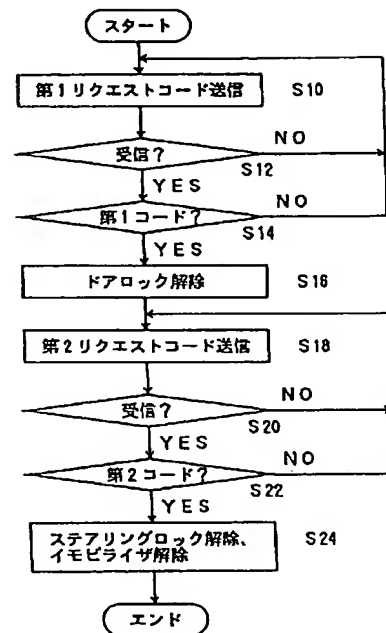 スタート
第1リクエストコード送信 S10
受信? NO
S12
YES
第1コード? NO
S14
YES
ドアロック解除 S16
第2リクエストコード送信 S18
受信? NO
S20
YES
第2コード? NO
S22
YES
ステアリングロック解除、 S24
イモビライザ解除
エンド